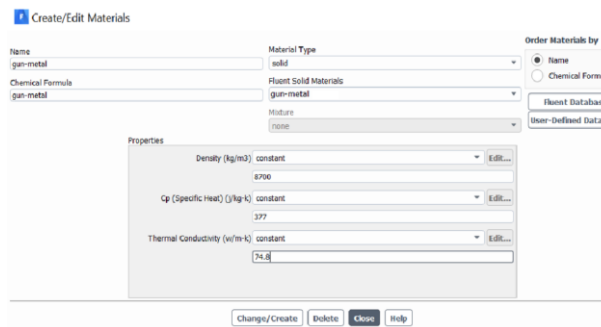 Create/Edit Materials
Name
gun-metal
Material Type
solid
Order Materials by
Name
Chemical Form
Chemical Formula
gun-metal
Fluent Solid Materials
gun-metal
Fluent Databas
User-Defined Data
Mixture
none
Properties
Density (kg/m3) constant Edit...
8700
Cp (Specific Heat) (j/kg-k) constant Edit...
377
Thermal Conductivity (w/m-k) constant Edit...
74.8
Change/Create Delete Close Help